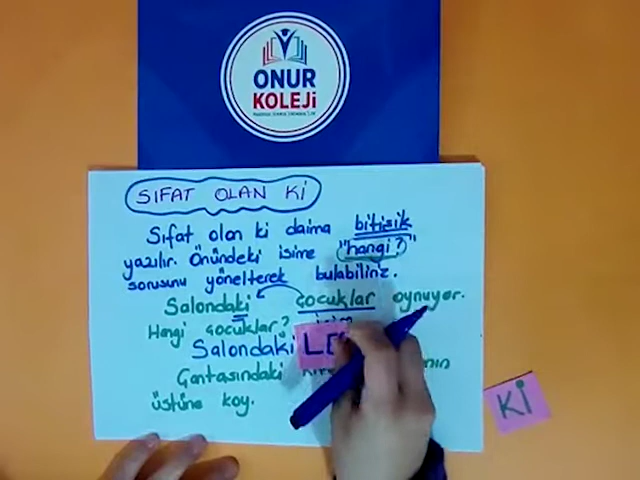 ONUR
KOLEJİ
SIFAT OLAN Kİ
Sıfat olan ki daima bitişik
yazılır. Önündeki isime "hangi?"
sorusunu yönelterek bulabiliriz.
Salondaki çocuklar oynuyor.
Hangi çocuklar? isim
Salondaki
Çantasındaki
üstüne koy.
Kİ